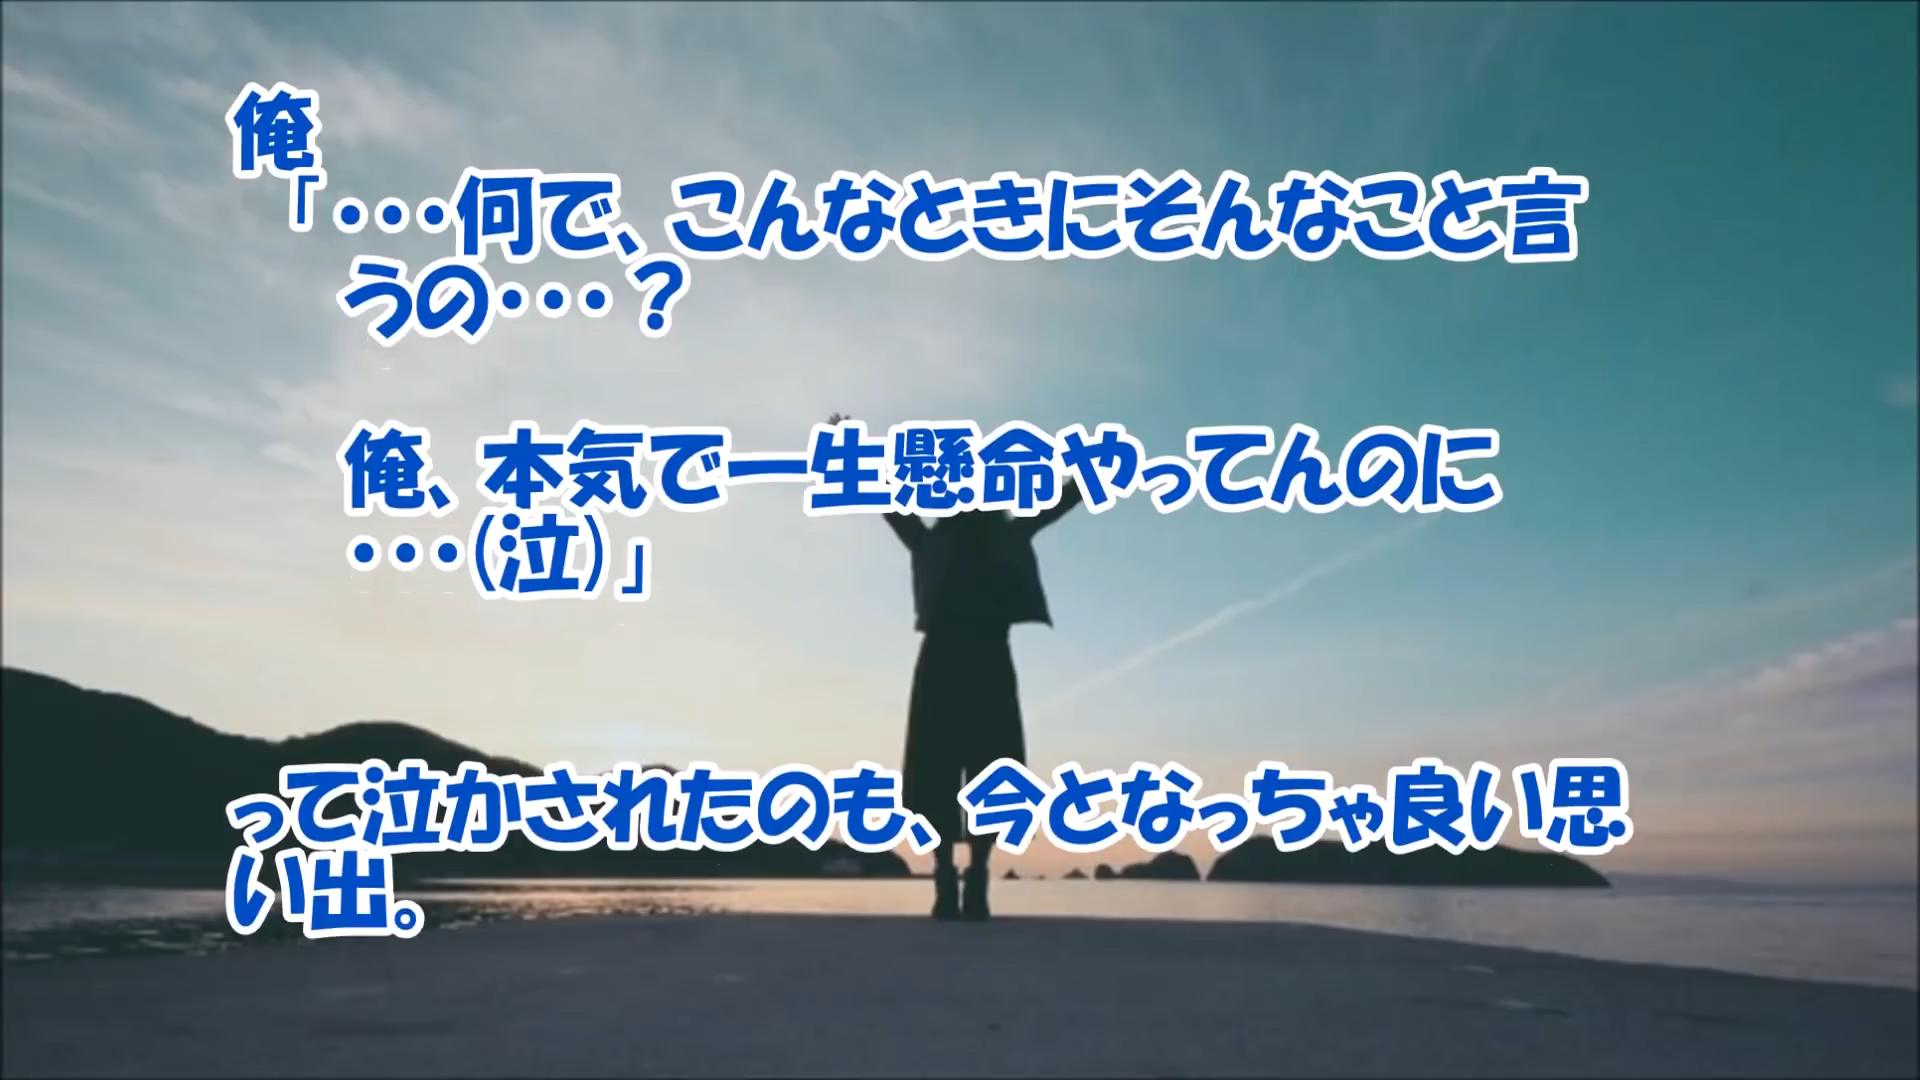 俺
「･･･何で、こんなときにそんなこと言
うの･･･？
俺、本気で一生懸命やってんのに
･･･(泣)」
って泣かされたのも、今となっちゃ良い思
い出。